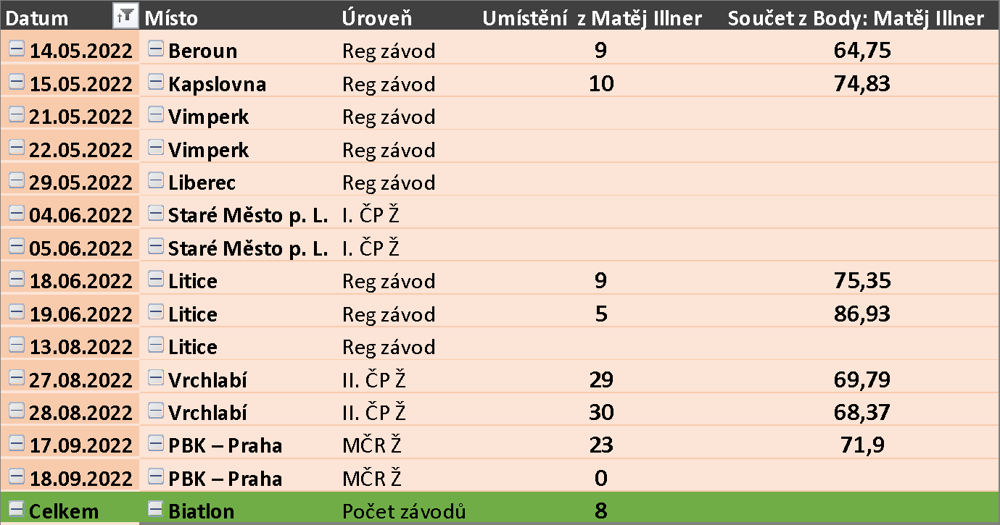 Datum Místo Úroveň Umístění z Matěj Illner Součet z Body: Matěj Illner
14.05.2022 Beroun Reg závod 9 64,75
15.05.2022 Kapslovna Reg závod 10 74,83
21.05.2022 Vimperk Reg závod
22.05.2022 Vimperk Reg závod
29.05.2022 Liberec Reg závod
04.06.2022 Staré Město p. L. I. ČP Ž
05.06.2022 Staré Město p. L. I. ČP Ž
18.06.2022 Litice Reg závod 9 75,35
19.06.2022 Litice Reg závod 5 86,93
13.08.2022 Litice Reg závod
27.08.2022 Vrchlabí II. ČP Ž 29 69,79
28.08.2022 Vrchlabí II. ČP Ž 30 68,37
17.09.2022 PBK – Praha MČR Ž 23 71,9
18.09.2022 PBK – Praha MČR Ž 0
Celkem Biatlon Počet závodů 8